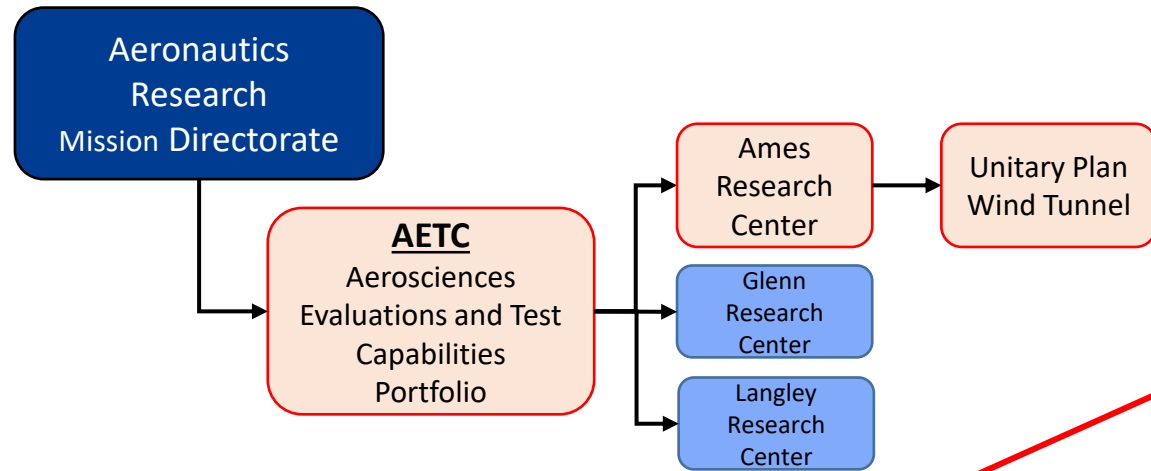 Aeronautics
Research
Mission Directorate
AETC
Aerosciences
Evaluations and Test
Capabilities
Portfolio
Ames
Research
Center
Unitary Plan
Wind Tunnel
Glenn
Research
Center
Langley
Research
Center